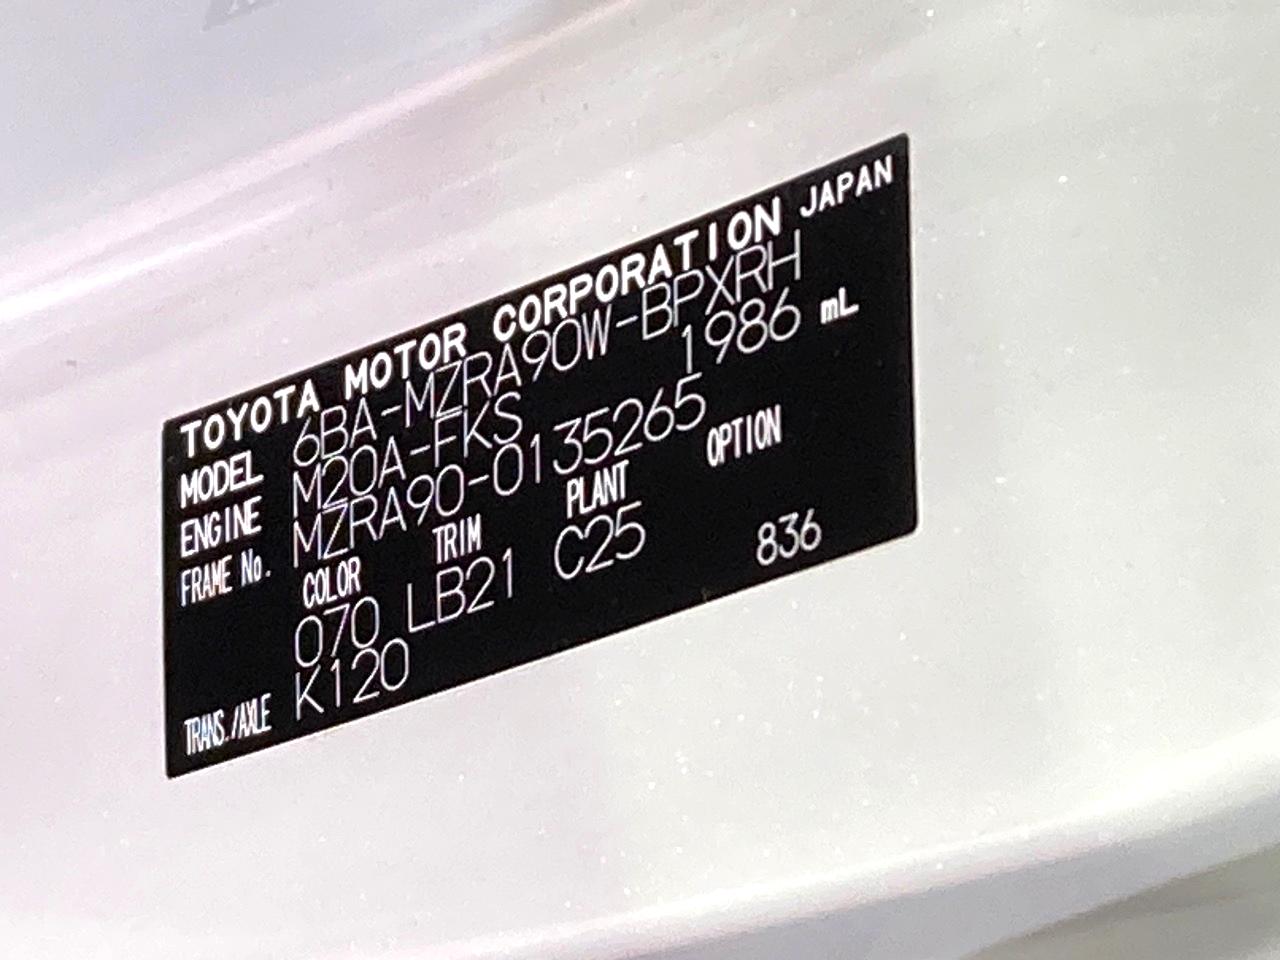 TOYOTA MOTOR CORPORATION JAPAN
MODEL 6BA-MZRA90W-BPXRH
ENGINE M20A-FKS 1986 mL
FRAME No. MZRA90-0135265
COLOR TRIM PLANT OPTION
070 LB21 C25 836
TRANS./AXLE K120